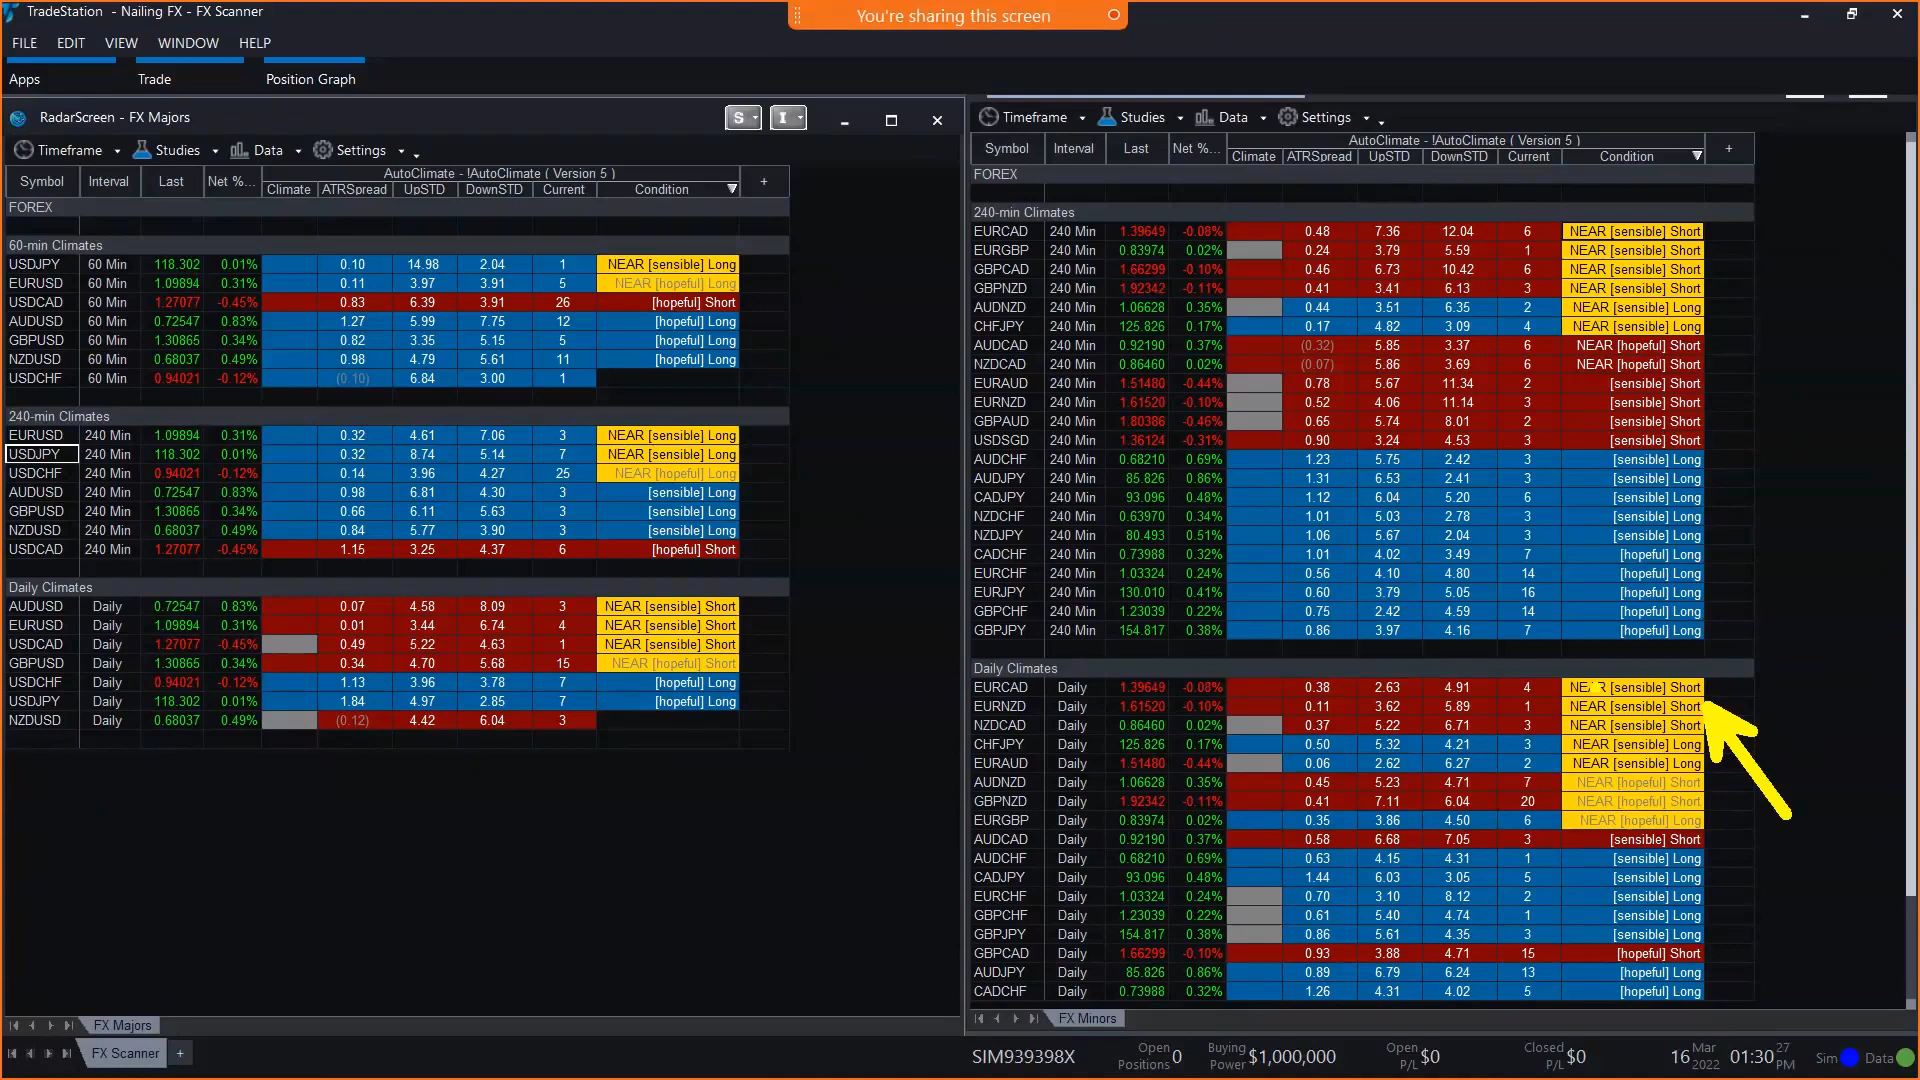 TradeStation - Nailing FX - FX Scanner
You're sharing this screen
FILE EDIT VIEW WINDOW HELP
Apps Trade Position Graph
RadarScreen - FX Majors S I
Timeframe Studies Data Settings
Symbol Interval Last Net %... AutoClimate - !AutoClimate ( Version 5 ) +
Climate ATRSpread UpSTD DownSTD Current Condition
FOREX
60-min Climates
USDJPY 60 Min 118.302 0.01% 0.10 14.98 2.04 1 NEAR [sensible] Long
EURUSD 60 Min 1.09894 0.31% 0.11 3.97 3.91 5 NEAR [hopeful] Long
USDCAD 60 Min 1.27077 -0.45% 0.83 6.39 3.91 26 [hopeful] Short
AUDUSD 60 Min 0.72547 0.83% 1.27 5.99 7.75 12 [hopeful] Long
GBPUSD 60 Min 1.30865 0.34% 0.82 3.35 5.15 5 [hopeful] Long
NZDUSD 60 Min 0.68037 0.49% 0.98 4.79 5.61 11 [hopeful] Long
USDCHF 60 Min 0.94021 -0.12% (0.10) 6.84 3.00 1
240-min Climates
EURUSD 240 Min 1.09894 0.31% 0.32 4.61 7.06 3 NEAR [sensible] Long
USDJPY 240 Min 118.302 0.01% 0.32 8.74 5.14 7 NEAR [sensible] Long
USDCHF 240 Min 0.94021 -0.12% 0.14 3.96 4.27 25 NEAR [hopeful] Long
AUDUSD 240 Min 0.72547 0.83% 0.98 6.81 4.30 3 [sensible] Long
GBPUSD 240 Min 1.30865 0.34% 0.66 6.11 5.63 3 [sensible] Long
NZDUSD 240 Min 0.68037 0.49% 0.84 5.77 3.90 3 [sensible] Long
USDCAD 240 Min 1.27077 -0.45% 1.15 3.25 4.37 6 [hopeful] Short
Daily Climates
AUDUSD Daily 0.72547 0.83% 0.07 4.58 8.09 3 NEAR [sensible] Short
EURUSD Daily 1.09894 0.31% 0.01 3.44 6.74 4 NEAR [sensible] Short
USDCAD Daily 1.27077 -0.45% 0.49 5.22 4.63 1 NEAR [sensible] Short
GBPUSD Daily 1.30865 0.34% 0.34 4.70 5.68 15 NEAR [hopeful] Short
USDCHF Daily 0.94021 -0.12% 1.13 3.96 3.78 7 [hopeful] Long
USDJPY Daily 118.302 0.01% 1.84 4.97 2.85 7 [hopeful] Long
NZDUSD Daily 0.68037 0.49% (0.12) 4.42 6.04 3
FX Majors
FX Scanner +
Timeframe Studies Data Settings
Symbol Interval Last Net %... AutoClimate - !AutoClimate ( Version 5 ) +
Climate ATRSpread UpSTD DownSTD Current Condition
FOREX
240-min Climates
EURCAD 240 Min 1.39649 -0.08% 0.48 7.36 12.04 6 NEAR [sensible] Short
EURGBP 240 Min 0.83974 0.02% 0.24 3.79 5.59 1 NEAR [sensible] Short
GBPCAD 240 Min 1.66299 -0.10% 0.46 6.73 10.42 6 NEAR [sensible] Short
GBPNZD 240 Min 1.92342 -0.11% 0.41 3.41 6.13 3 NEAR [sensible] Short
AUDNZD 240 Min 1.06628 0.35% 0.44 3.51 6.35 2 NEAR [sensible] Long
CHFJPY 240 Min 125.826 0.17% 0.17 4.82 3.09 4 NEAR [sensible] Long
AUDCAD 240 Min 0.92190 0.37% (0.32) 5.85 3.37 6 NEAR [hopeful] Short
NZDCAD 240 Min 0.86460 0.02% (0.07) 5.86 3.69 6 NEAR [hopeful] Short
EURAUD 240 Min 1.51480 -0.44% 0.78 5.67 11.34 2 [sensible] Short
EURNZD 240 Min 1.61520 -0.10% 0.52 4.06 11.14 3 [sensible] Short
GBPAUD 240 Min 1.80386 -0.46% 0.65 5.74 8.01 2 [sensible] Short
USDSGD 240 Min 1.36124 -0.31% 0.90 3.24 4.53 3 [sensible] Short
AUDCHF 240 Min 0.68210 0.69% 1.23 5.75 2.42 3 [sensible] Long
AUDJPY 240 Min 85.826 0.86% 1.31 6.53 2.41 3 [sensible] Long
CADJPY 240 Min 93.096 0.48% 1.12 6.04 5.20 6 [sensible] Long
NZDCHF 240 Min 0.63970 0.34% 1.01 5.03 2.78 3 [sensible] Long
NZDJPY 240 Min 80.493 0.51% 1.06 5.67 2.04 3 [sensible] Long
CADCHF 240 Min 0.73988 0.32% 1.01 4.02 3.49 7 [hopeful] Long
EURCHF 240 Min 1.03324 0.24% 0.56 4.10 4.80 14 [hopeful] Long
EURJPY 240 Min 130.010 0.41% 0.60 3.79 5.05 16 [hopeful] Long
GBPCHF 240 Min 1.23039 0.22% 0.75 2.42 4.59 14 [hopeful] Long
GBPJPY 240 Min 154.817 0.38% 0.86 3.97 4.16 7 [hopeful] Long
Daily Climates
EURCAD Daily 1.39649 -0.08% 0.38 2.63 4.91 4 [sensible] Short
EURNZD Daily 1.61520 -0.10% 0.11 3.62 5.89 1 NEAR [sensible] Short
NZDCAD Daily 0.86460 0.02% 0.37 5.22 6.71 3 NEAR [sensible] Short
CHFJPY Daily 125.826 0.17% 0.50 5.32 4.21 3 NEAR [sensible] Long
EURAUD Daily 1.51480 -0.44% 0.06 2.62 6.27 2 NEAR [sensible] Long
AUDNZD Daily 1.06628 0.35% 0.45 5.23 4.71 7 NEAR [hopeful] Short
GBPNZD Daily 1.92342 -0.11% 0.41 7.11 6.04 20 NEAR [hopeful] Short
EURGBP Daily 0.83974 0.02% 0.35 3.86 4.50 6 NEAR [hopeful] Long
AUDCAD Daily 0.92190 0.37% 0.58 6.68 7.05 3 [sensible] Short
AUDCHF Daily 0.68210 0.69% 0.63 4.15 4.31 1 [sensible] Long
CADJPY Daily 93.096 0.48% 1.44 6.03 3.05 5 [sensible] Long
EURCHF Daily 1.03324 0.24% 0.70 3.10 8.12 2 [sensible] Long
GBPCHF Daily 1.23039 0.22% 0.61 5.40 4.74 1 [sensible] Long
GBPJPY Daily 154.817 0.38% 0.86 5.61 4.35 3 [sensible] Long
GBPCAD Daily 1.66299 -0.10% 0.93 3.88 4.71 15 [hopeful] Short
AUDJPY Daily 85.826 0.86% 0.89 6.79 6.24 13 [hopeful] Long
CADCHF Daily 0.73988 0.32% 1.26 4.31 4.02 5 [hopeful] Long
FX Minors
SIM939398X Open Positions 0 Buying Power $1,000,000 Open P/L $0 Closed P/L $0 16 Mar 2022 01:30 27 PM Sim Data